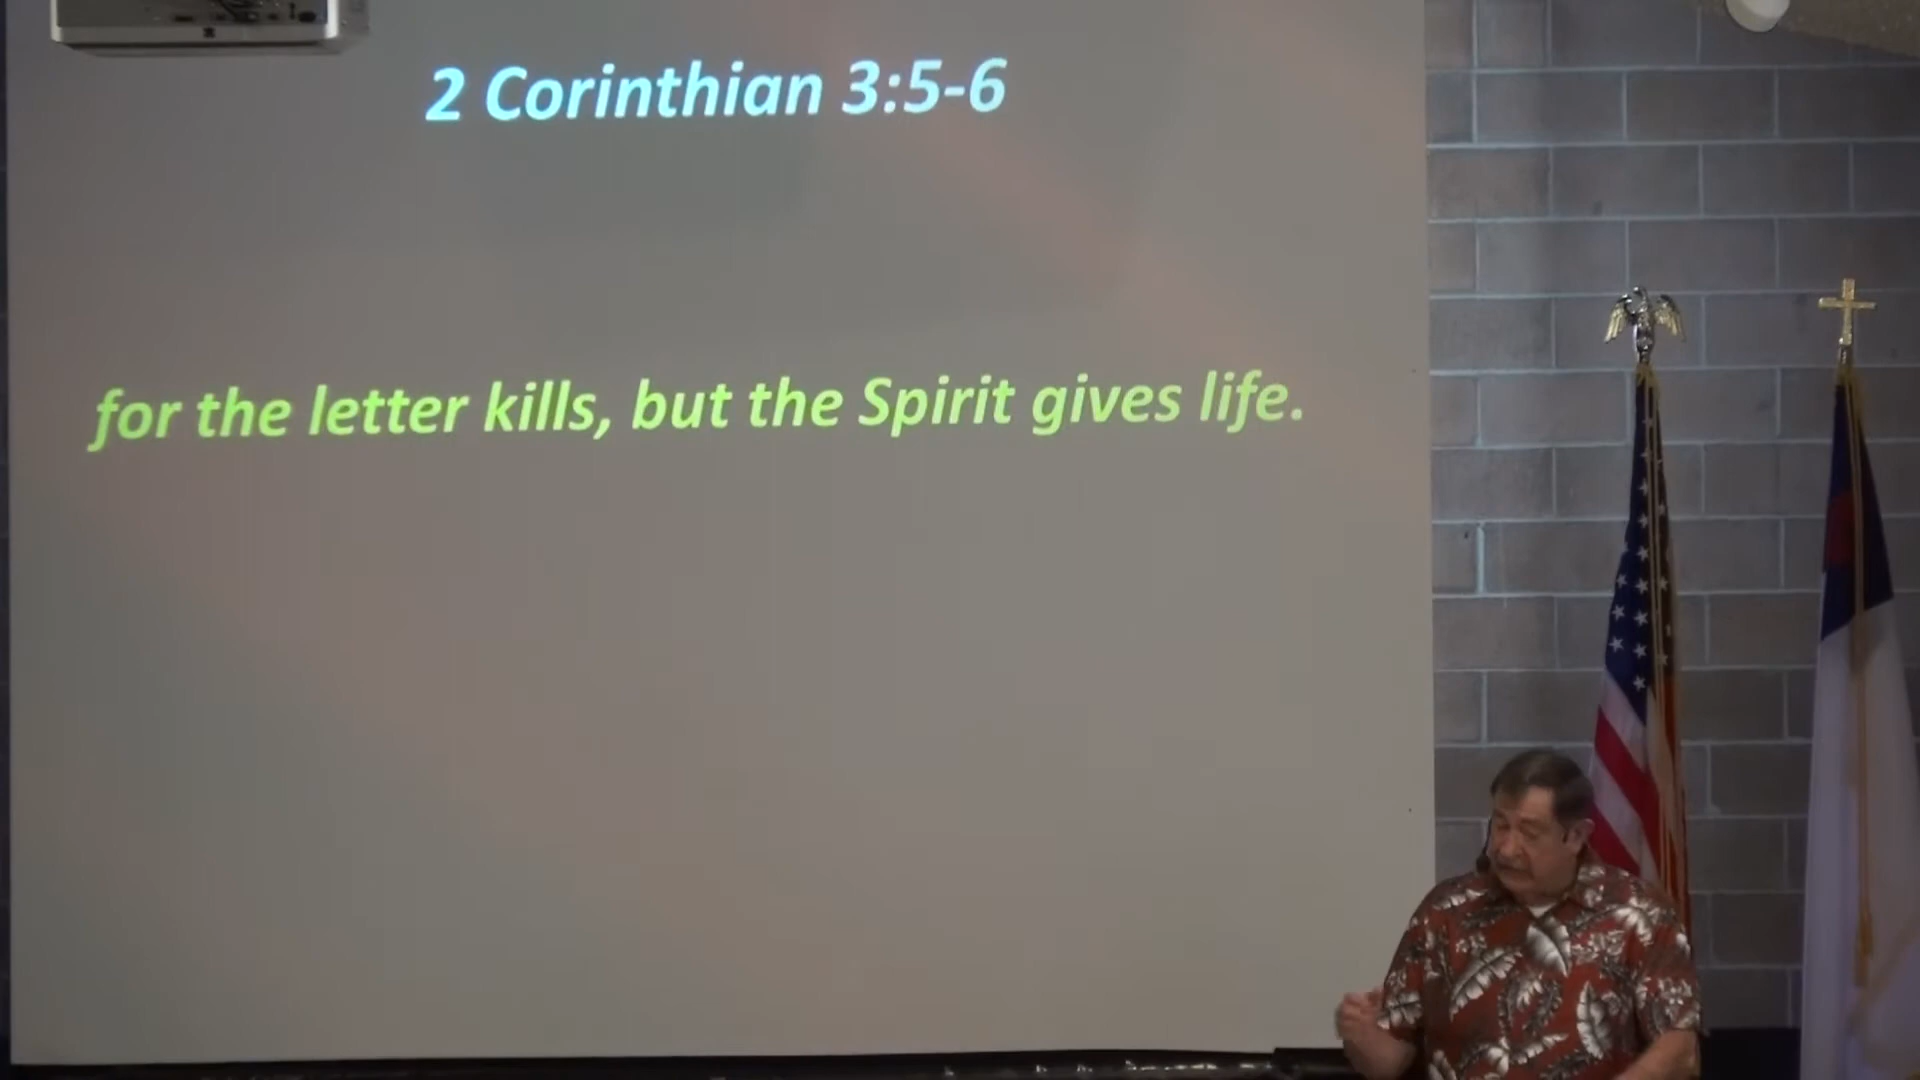 2 Corinthian 3:5-6
for the letter kills, but the Spirit gives life.